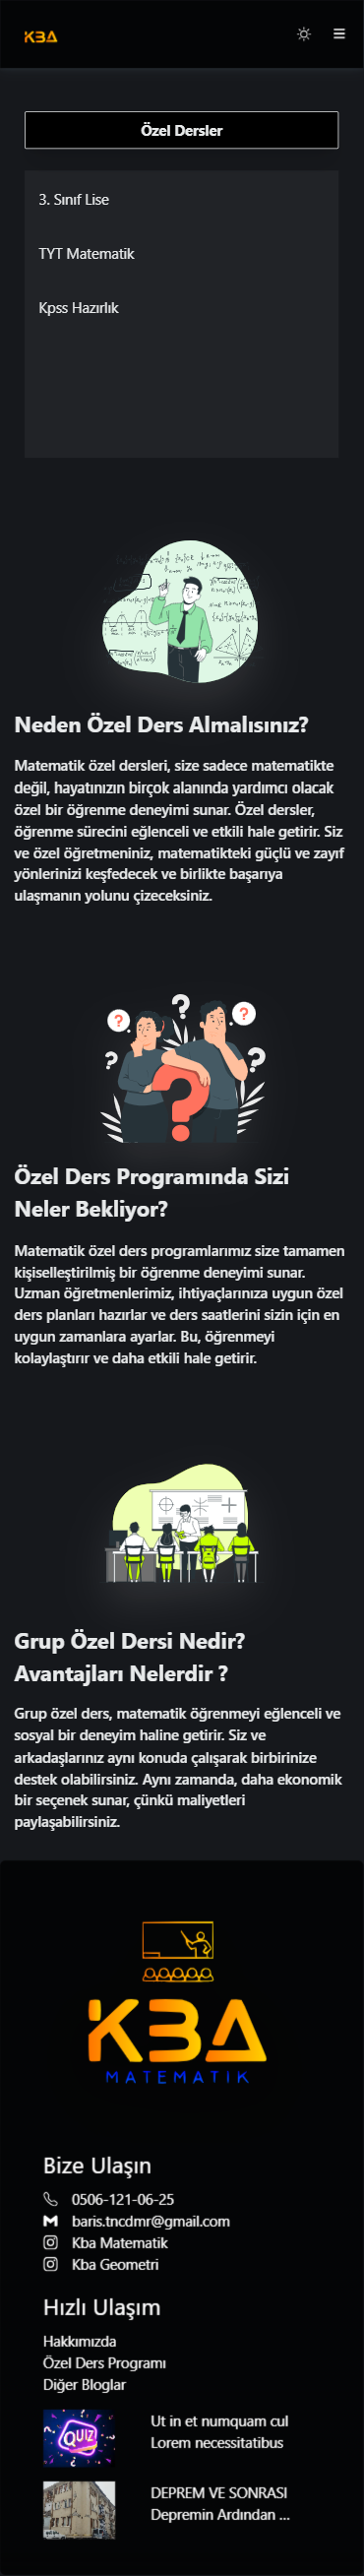 KBA
Özel Dersler
3. Sınıf Lise
TYT Matematik
Kpss Hazırlık
Neden Özel Ders Almalısınız?
Matematik özel dersleri, size sadece matematikte
değil, hayatınızın birçok alanında yardımcı olacak
özel bir öğrenme deneyimi sunar. Özel dersler,
öğrenme sürecini eğlenceli ve etkili hale getirir. Siz
ve özel öğretmeniniz, matematikteki güçlü ve zayıf
yönlerinizi keşfedecek ve birlikte başarıya
ulaşmanın yolunu çizeceksiniz.
? ? ?
? ?
?
Özel Ders Programında Sizi
Neler Bekliyor?
Matematik özel ders programlarımız size tamamen
kişiselleştirilmiş bir öğrenme deneyimi sunar.
Uzman öğretmenlerimiz, ihtiyaçlarınıza uygun özel
ders planları hazırlar ve ders saatlerini sizin için en
uygun zamanlara ayarlar. Bu, öğrenmeyi
kolaylaştırır ve daha etkili hale getirir.
Grup Özel Dersi Nedir?
Avantajları Nelerdir ?
Grup özel ders, matematik öğrenmeyi eğlenceli ve
sosyal bir deneyim haline getirir. Siz ve
arkadaşlarınız aynı konuda çalışarak birbirinize
destek olabilirsiniz. Aynı zamanda, daha ekonomik
bir seçenek sunar, çünkü maliyetleri
paylaşabilirsiniz.
KBA
MATEMATIK
Bize Ulaşın
0506-121-06-25
baris.tncdmr@gmail.com
Kba Matematik
Kba Geometri
Hızlı Ulaşım
Hakkımızda
Özel Ders Programı
Diğer Bloglar
QUIZ
Ut in et numquam cul
Lorem necessitatibus
DEPREM VE SONRASI
Depremin Ardından ...